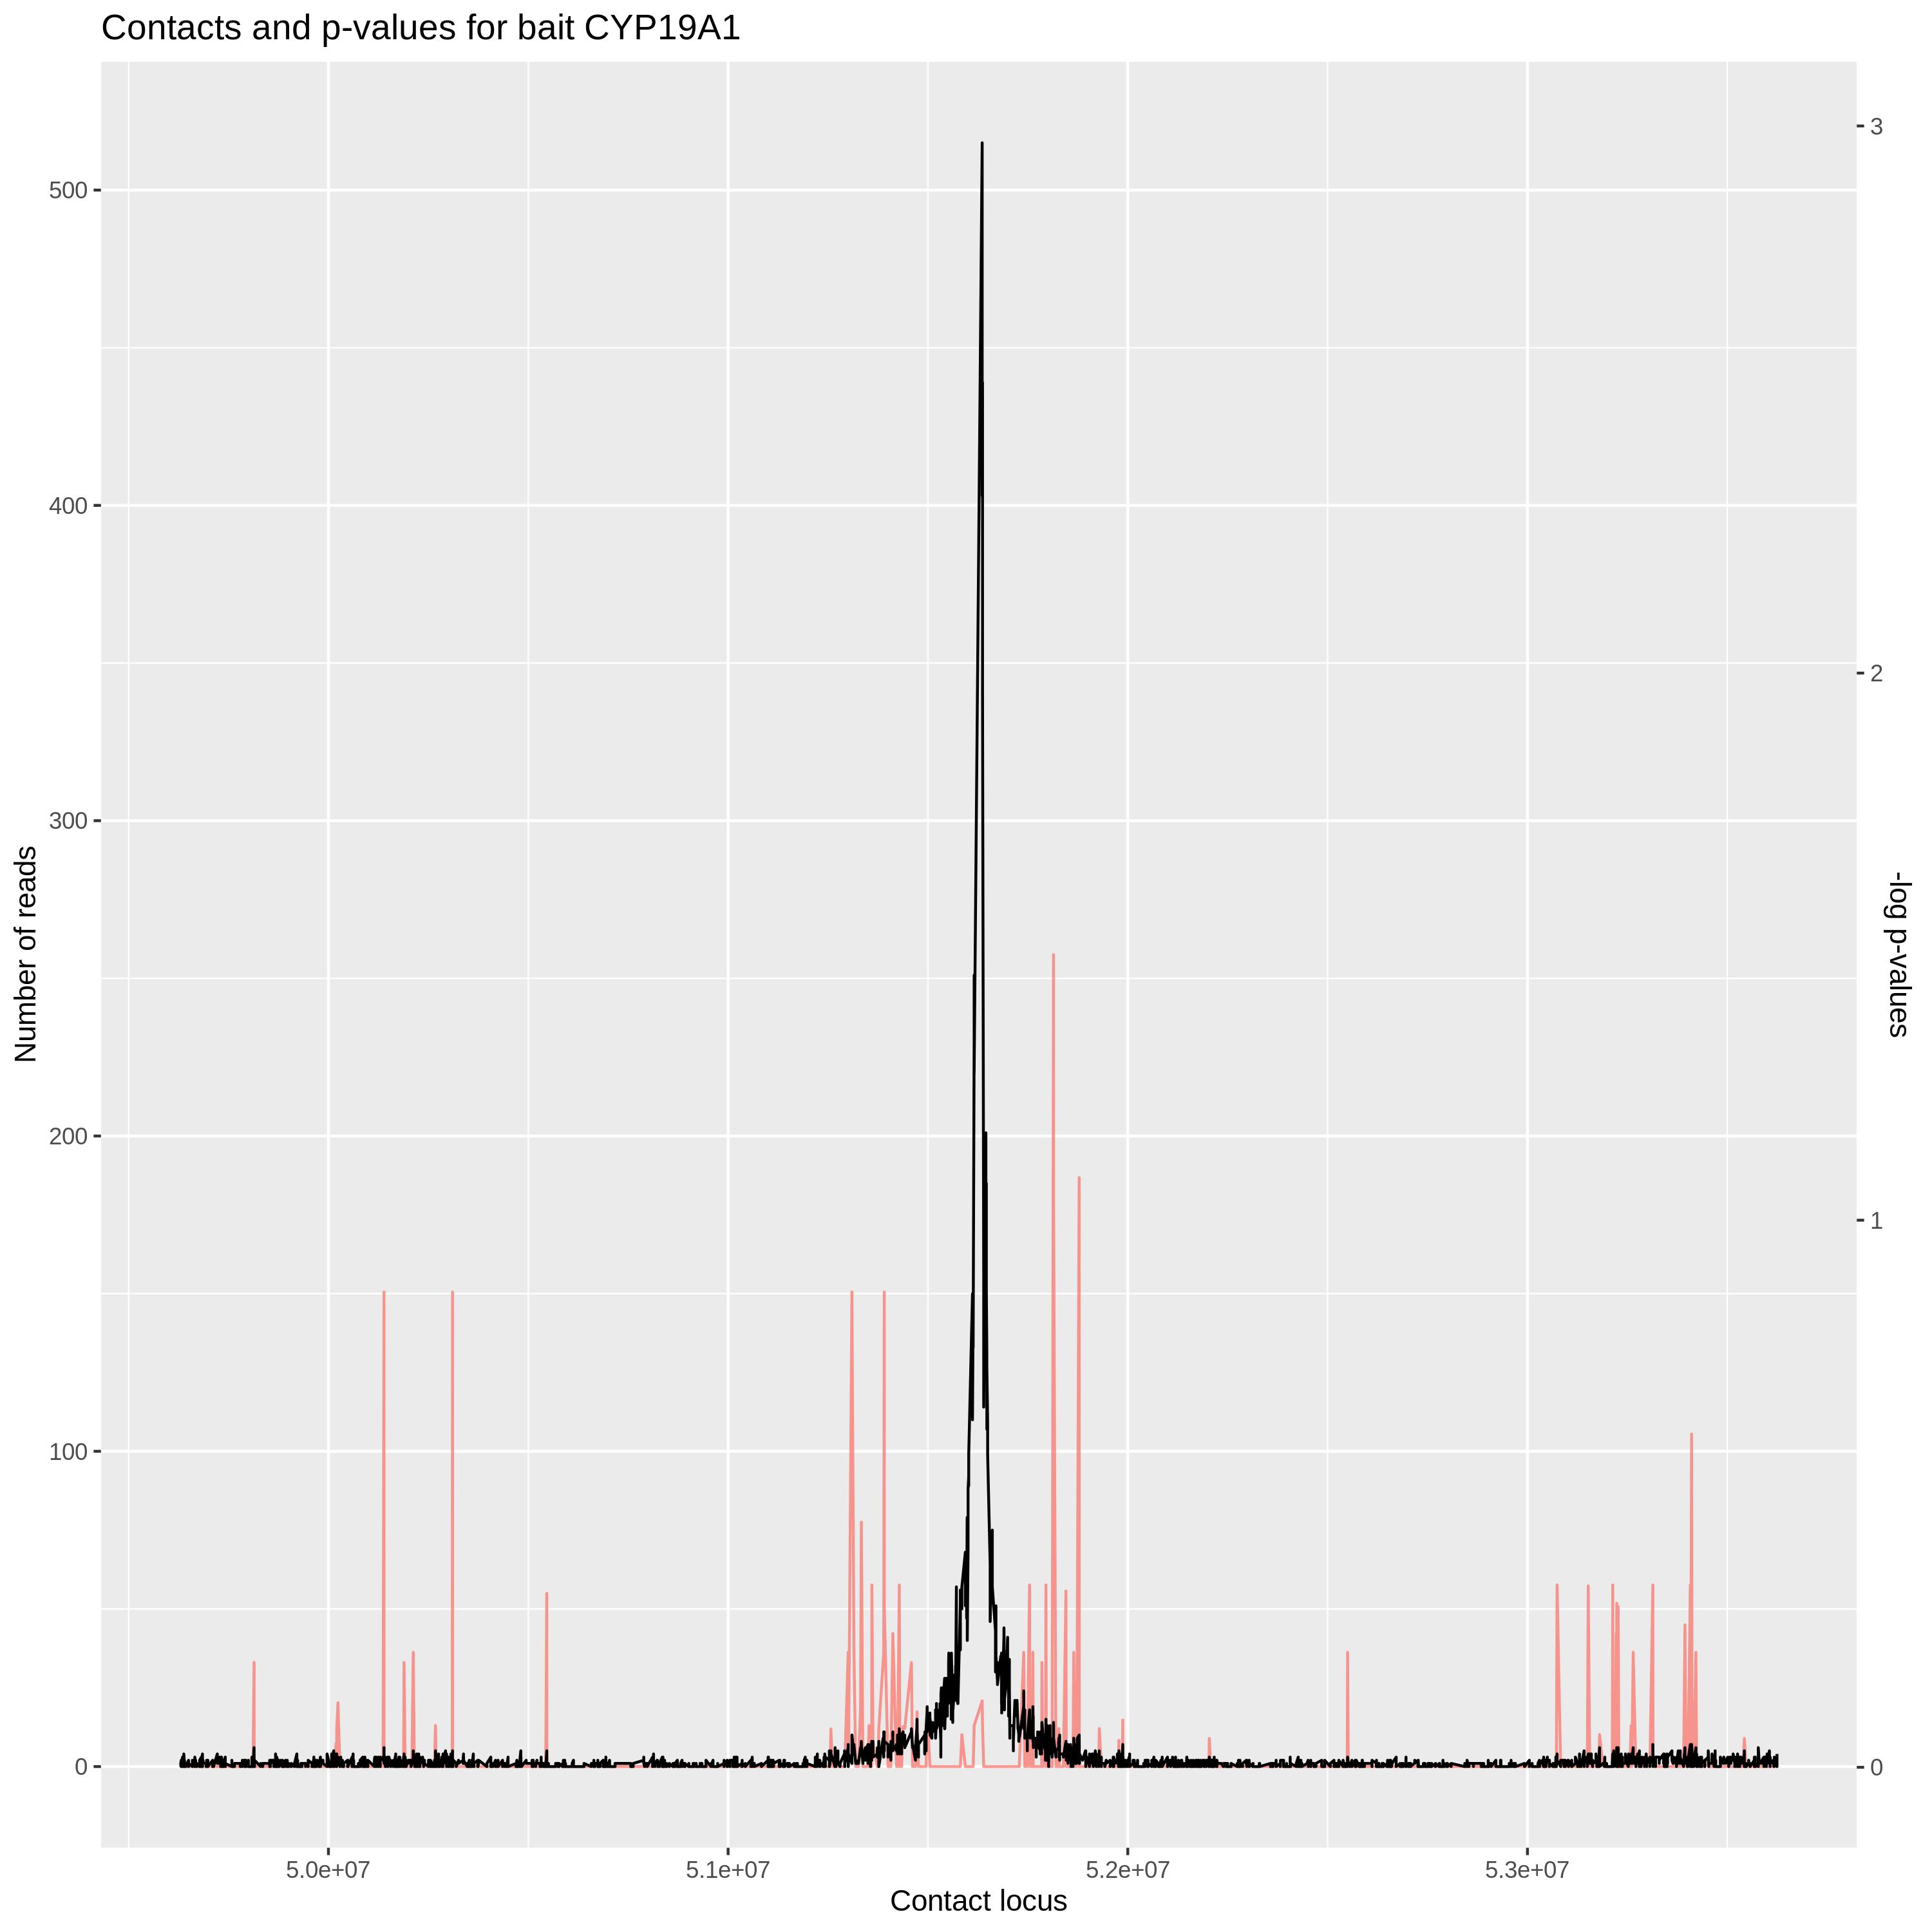 Contacts and p-values for bait CYP19A1
500
400
300
200
100
0
Number of reads
3
2
1
0
-log p-values
5.0e+07
5.1e+07
5.2e+07
5.3e+07
Contact locus